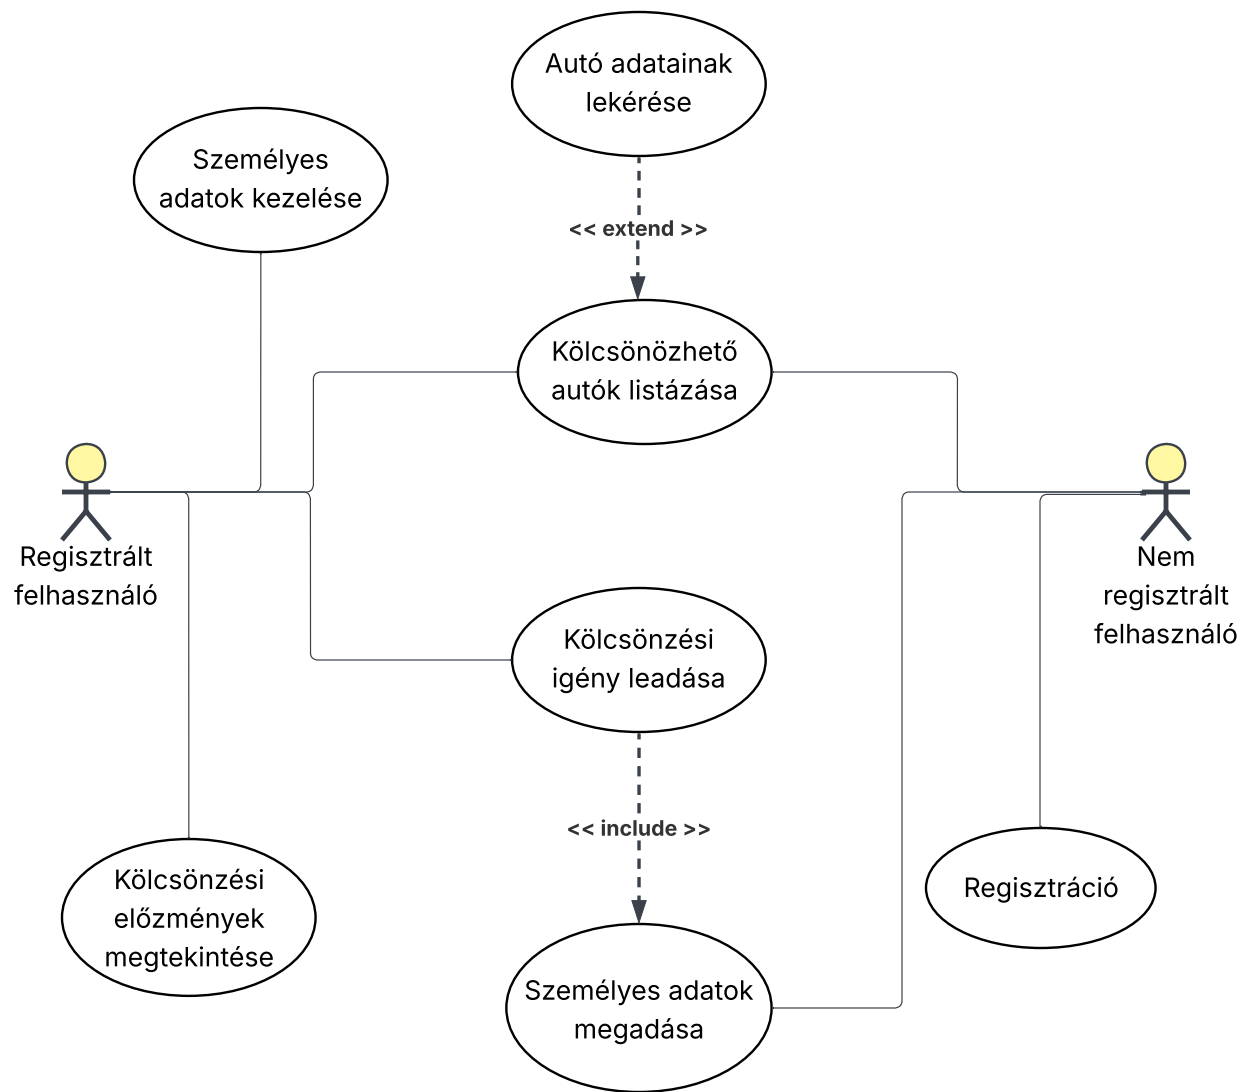 Autó adatainak
lekérése
Személyes
adatok kezelése
<< extend >>
Kölcsönözhető
autók listázása
Regisztrált
felhasználó
Nem
regisztrált
felhasználó
Kölcsönzési
igény leadása
<< include >>
Kölcsönzési
előzmények
megtekintése
Regisztráció
Személyes adatok
megadása